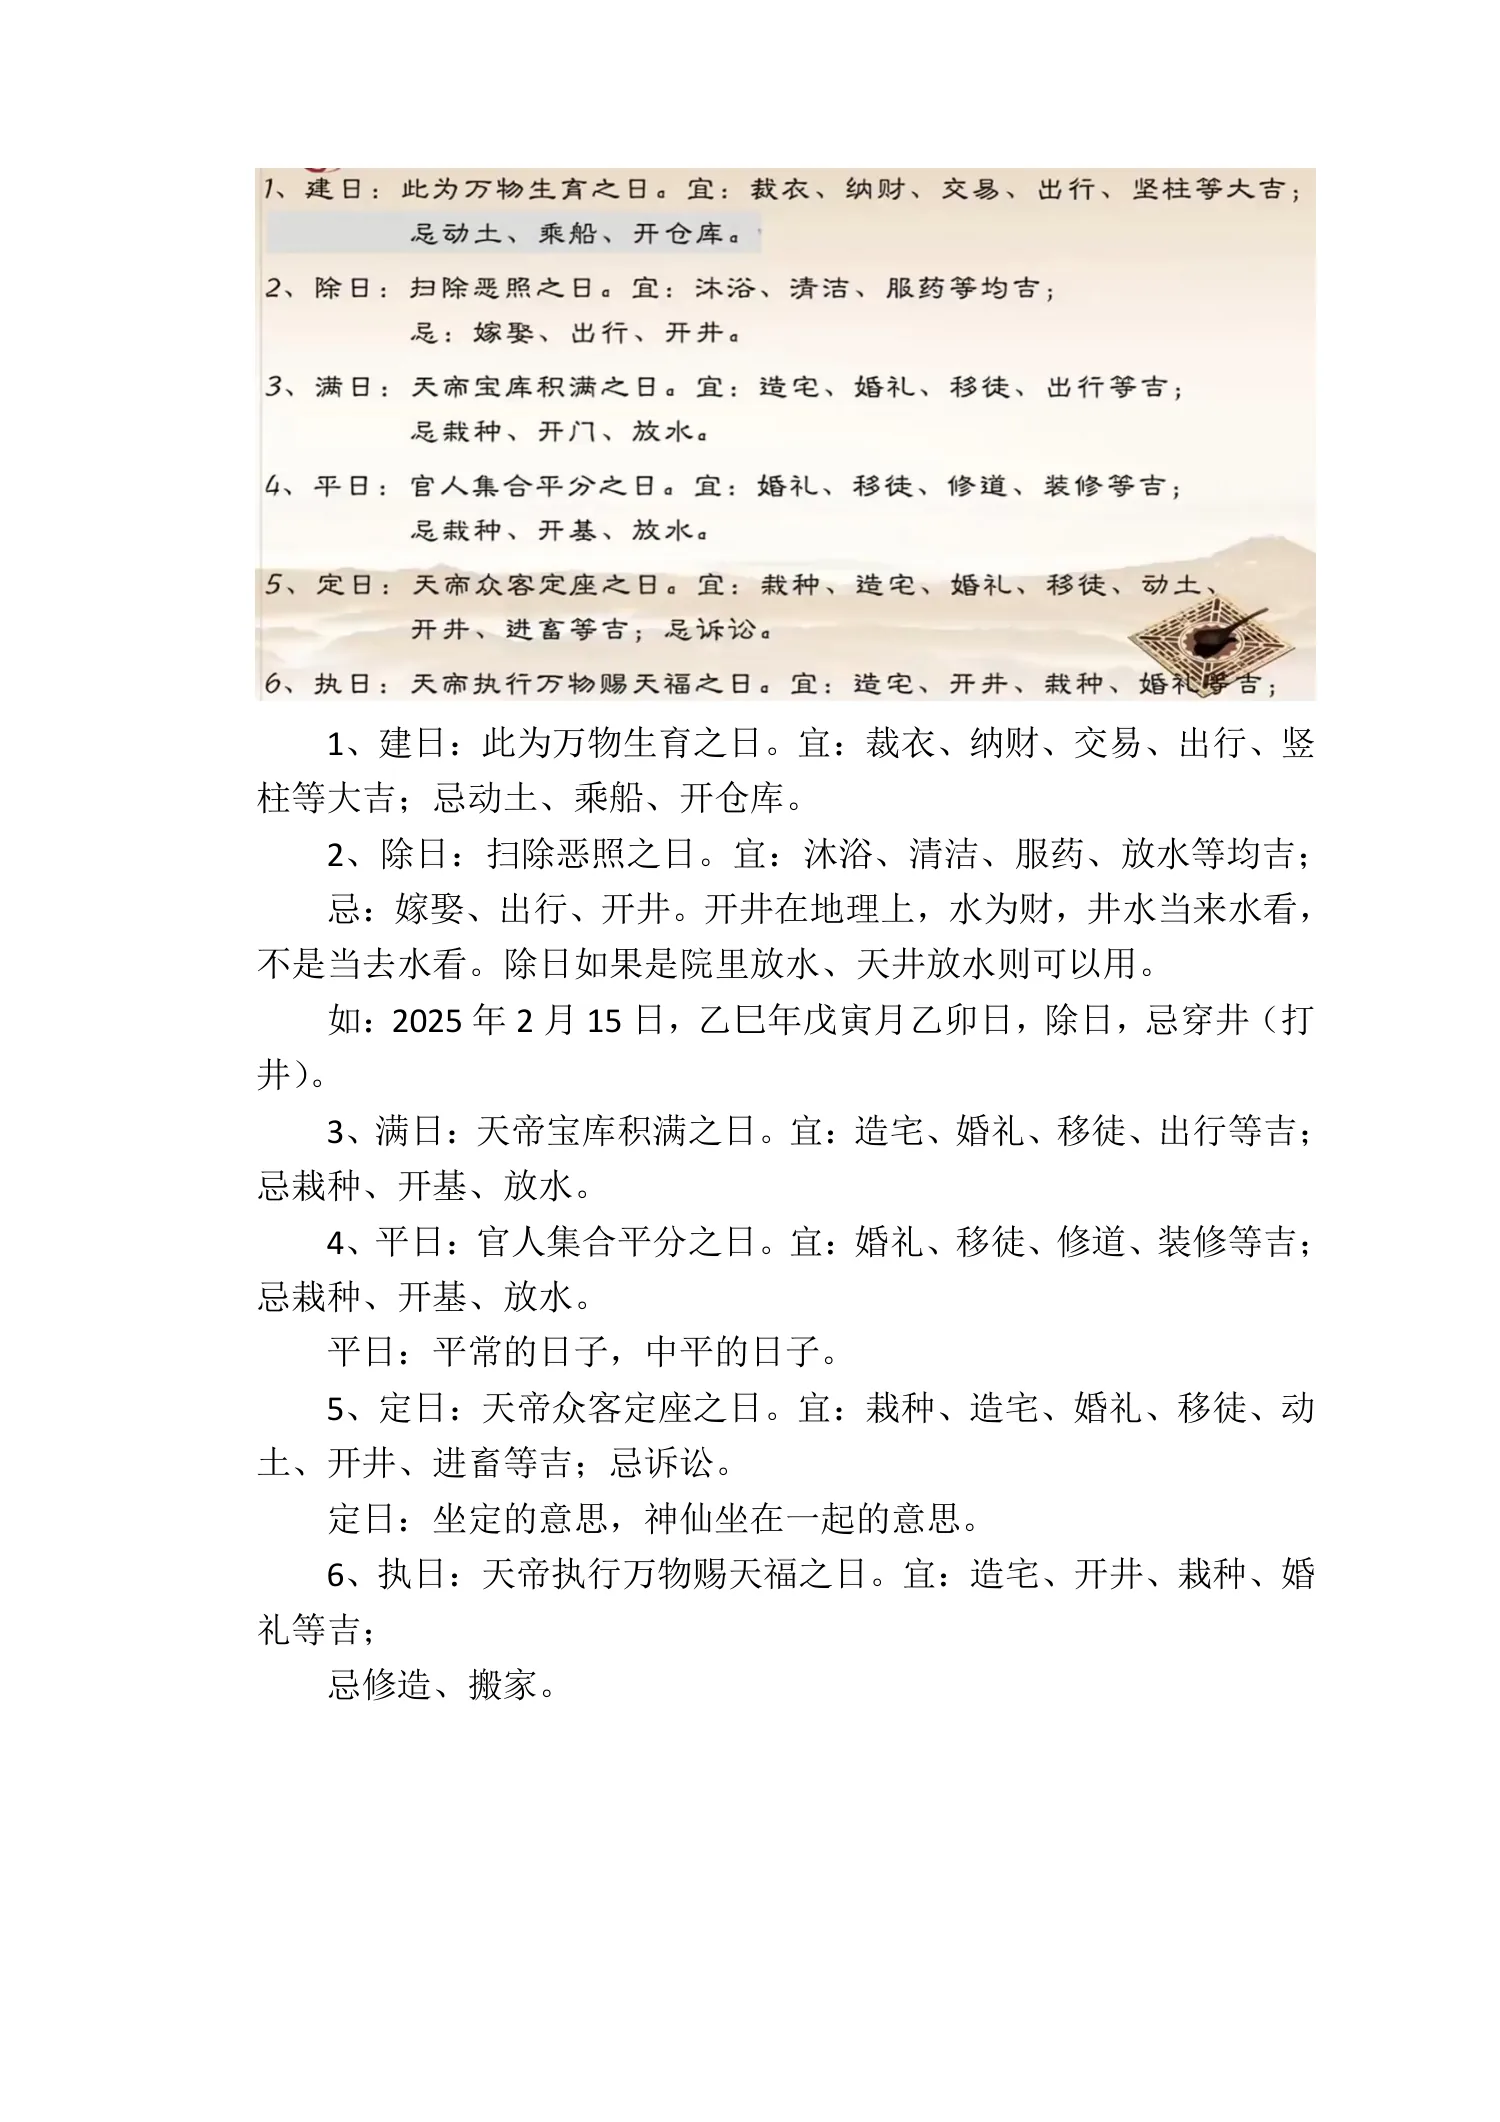 1、建日：此为万物生育之日。宜：裁衣、纳财、交易、出行、坚柱等大吉；
忌动土、乘船、开仓库。
2、除日：扫除恶照之日。宜：沐浴、清洁、服药等均吉；
忌：嫁娶、出行、开井。
3、满日：天帝宝库积满之日。宜：造宅、婚礼、移徒、出行等吉；
忌栽种、开门、放水。
4、平日：官人集合平分之日。宜：婚礼、移徒、修道、装修等吉；
忌栽种、开基、放水。
5、定日：天帝众客定座之日。宜：栽种、造宅、婚礼、移徒、动土、
开井、进畜等吉；忌诉讼。
6、执日：天帝执行万物赐天福之日。宜：造宅、开井、栽种、婚礼等吉；
1、建日：此为万物生育之日。宜：裁衣、纳财、交易、出行、竖
柱等大吉；忌动土、乘船、开仓库。
2、除日：扫除恶照之日。宜：沐浴、清洁、服药、放水等均吉；
忌：嫁娶、出行、开井。开井在地理上，水为财，井水当来水看，
不是当去水看。除日如果是院里放水、天井放水则可以用。
如：2025 年 2 月 15 日，乙巳年戊寅月乙卯日，除日，忌穿井（打
井）。
3、满日：天帝宝库积满之日。宜：造宅、婚礼、移徒、出行等吉；
忌栽种、开基、放水。
4、平日：官人集合平分之日。宜：婚礼、移徒、修道、装修等吉；
忌栽种、开基、放水。
平日：平常的日子，中平的日子。
5、定日：天帝众客定座之日。宜：栽种、造宅、婚礼、移徒、动
土、开井、进畜等吉；忌诉讼。
定日：坐定的意思，神仙坐在一起的意思。
6、执日：天帝执行万物赐天福之日。宜：造宅、开井、栽种、婚
礼等吉；
忌修造、搬家。